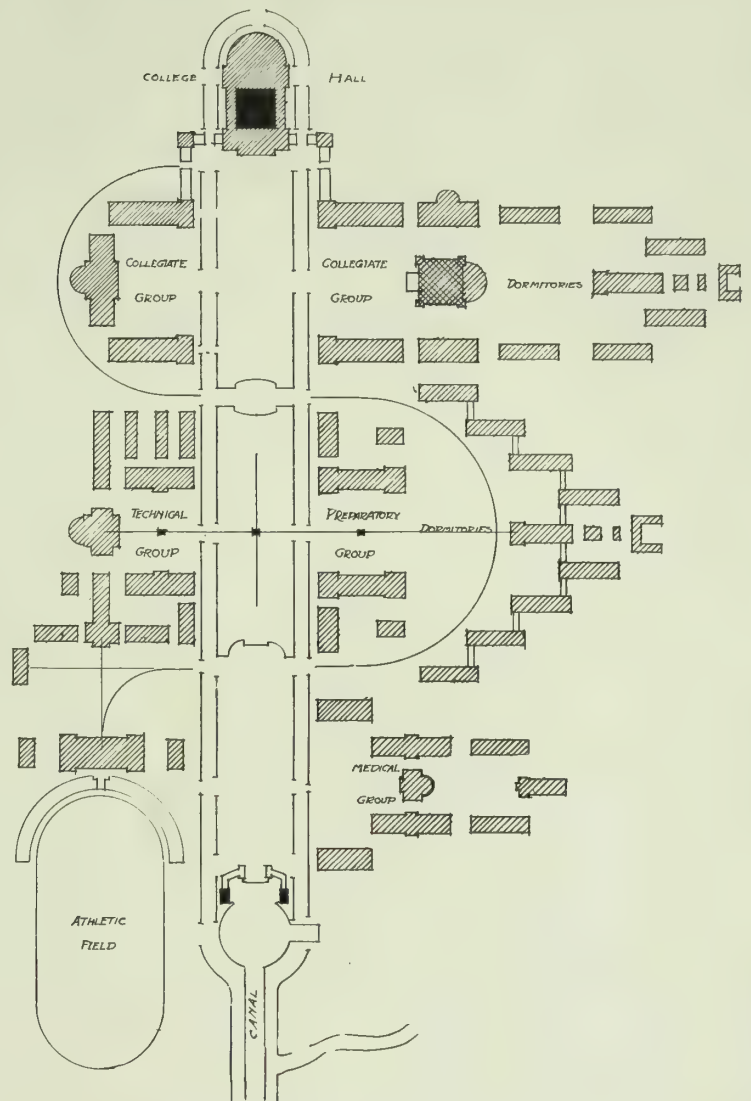 COLLEGE HALL
COLLEGIATE
GROUP
COLLEGIATE
GROUP
DORMITORIES
TECHNICAL
GROUP
PREPARATORY
GROUP
DORMITORIES
MEDICAL
GROUP
ATHLETIC
FIELD
CANAL